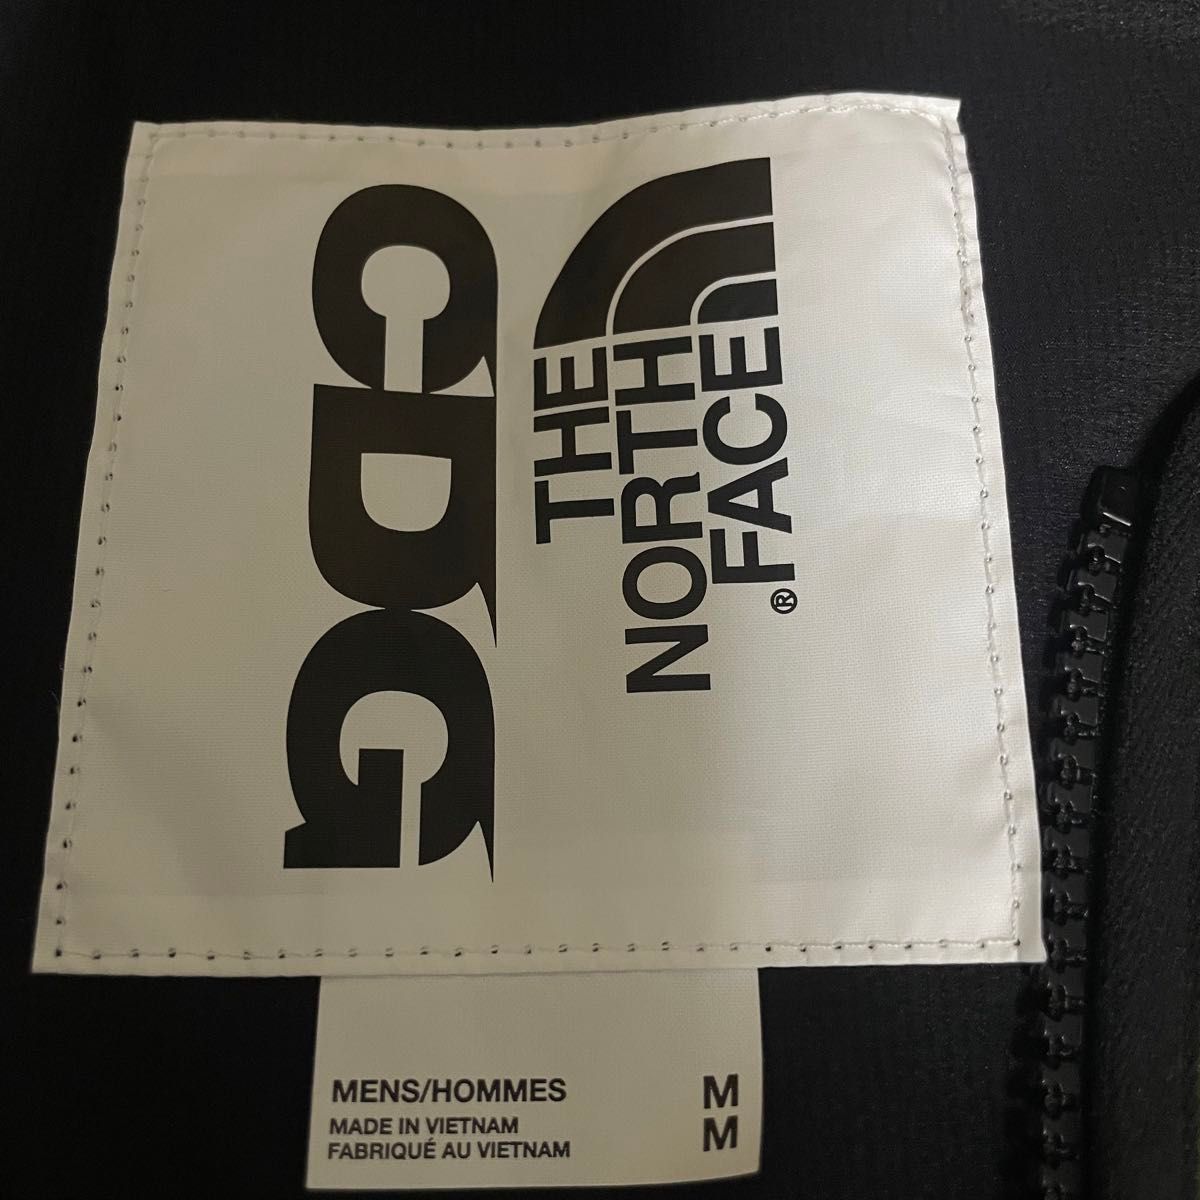 THE
NORTH
FACE®
CDG
MENS/HOMMES M
MADE IN VIETNAM M
FABRIQUÉ AU VIETNAM